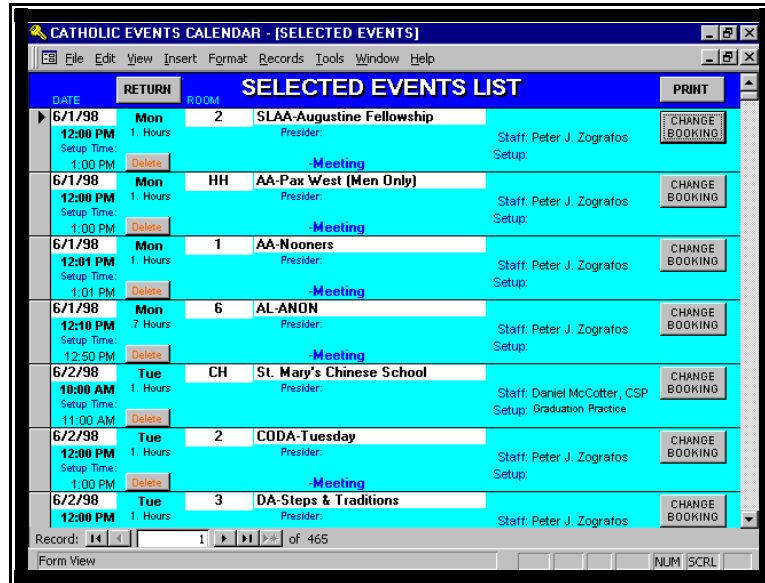 CATHOLIC EVENTS CALENDAR - [SELECTED EVENTS]
File Edit View Insert Format Records Tools Window Help
RETURN SELECTED EVENTS LIST PRINT
DATE ROOM
6/1/98 Mon 2 SLAA-Augustine Fellowship CHANGE BOOKING
12:00 PM 1. Hours Presider: Staff: Peter J. Zografos
Setup Time: Setup:
1:00 PM Delete -Meeting
6/1/98 Mon HH AA-Pax West (Men Only) CHANGE BOOKING
12:00 PM 1. Hours Presider: Staff: Peter J. Zografos
Setup Time: Setup:
1:00 PM Delete -Meeting
6/1/98 Mon 1 AA-Nooners CHANGE BOOKING
12:01 PM 1. Hours Presider: Staff: Peter J. Zografos
Setup Time: Setup:
1:01 PM Delete -Meeting
6/1/98 Mon 6 AL-ANON CHANGE BOOKING
12:10 PM .7 Hours Presider: Staff: Peter J. Zografos
Setup Time: Setup:
12:50 PM Delete -Meeting
6/2/98 Tue CH St. Mary's Chinese School CHANGE BOOKING
10:00 AM 1. Hours Presider: Staff: Daniel McCotter, CSP
Setup Time: Setup: Graduation Practice
11:00 AM Delete
6/2/98 Tue 2 CODA-Tuesday CHANGE BOOKING
12:00 PM 1. Hours Presider: Staff: Peter J. Zografos
Setup Time: Setup:
1:00 PM Delete -Meeting
6/2/98 Tue 3 DA-Steps & Traditions CHANGE BOOKING
12:00 PM 1. Hours Presider: Staff: Peter J. Zografos
Record: 1 of 465
Form View NUM SCRL